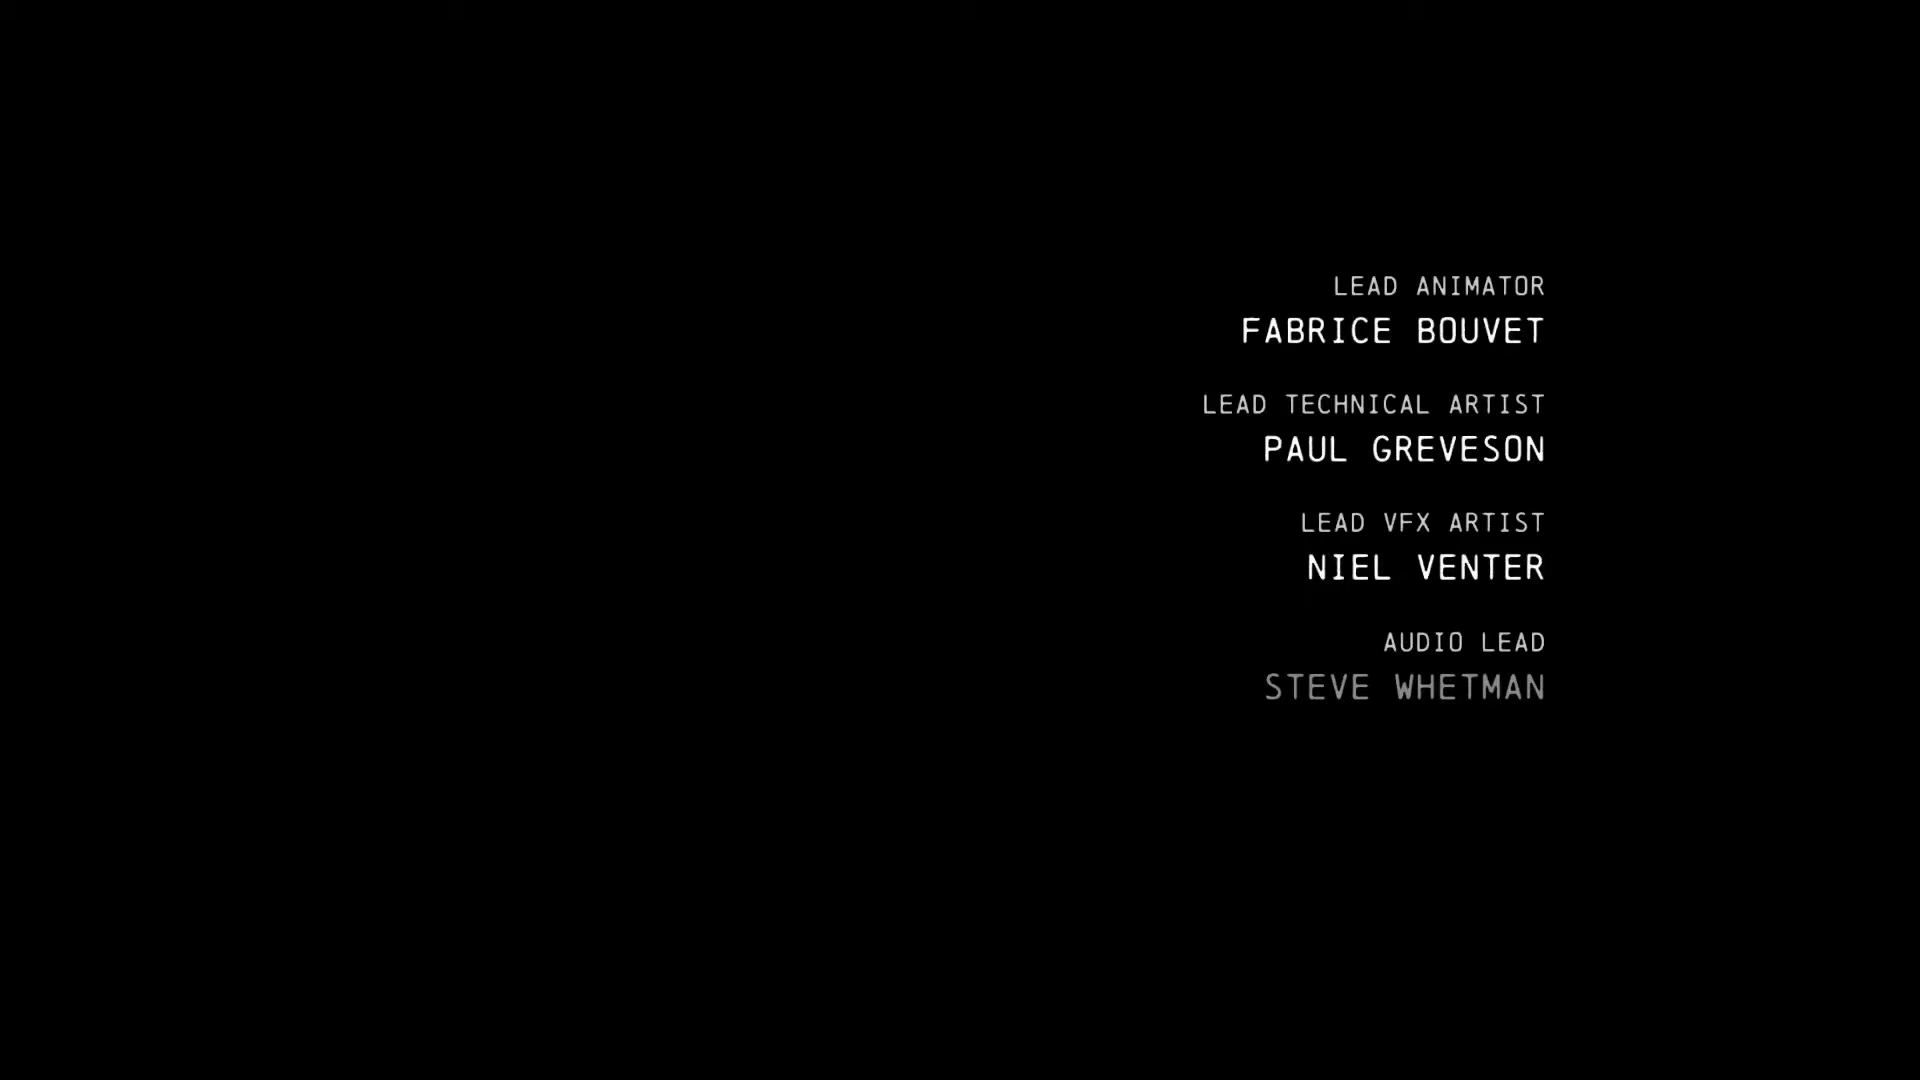 LEAD ANIMATOR
FABRICE BOUVET
LEAD TECHNICAL ARTIST
PAUL GREVESON
LEAD VFX ARTIST
NIEL VENTER
AUDIO LEAD
STEVE WHETMAN